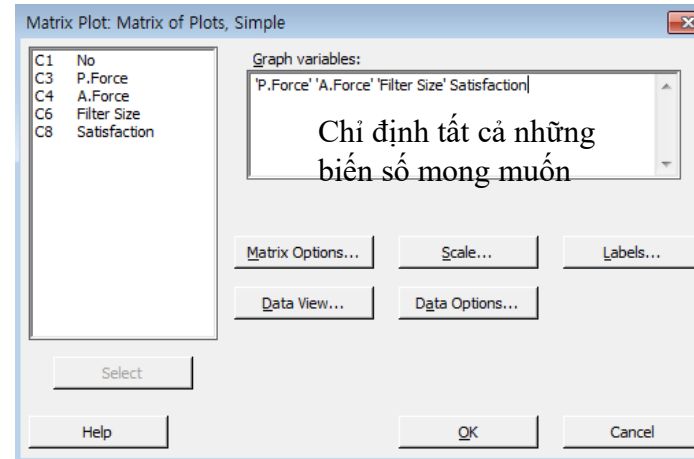 Matrix Plot: Matrix of Plots, Simple
C1 No
C3 P.Force
C4 A.Force
C6 Filter Size
C8 Satisfaction
Graph variables:
'P.Force' 'A.Force' 'Filter Size' Satisfaction
Chỉ định tất cả những
biến số mong muốn
Matrix Options... Scale... Labels...
Data View... Data Options...
Select
Help OK Cancel